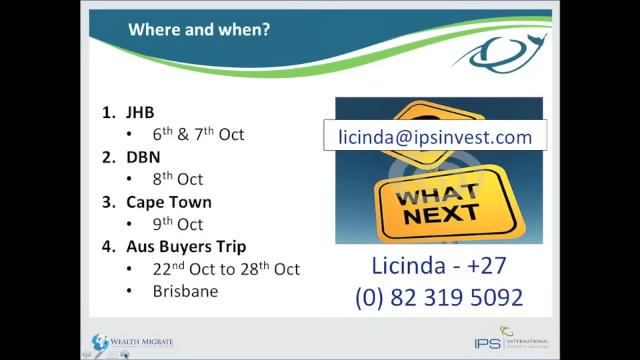 Where and when?
1. JHB
• 6th & 7th Oct
2. DBN
• 8th Oct
3. Cape Town
• 9th Oct
4. Aus Buyers Trip
• 22nd Oct to 28th Oct
• Brisbane
licinda@ipsinvest.com
WHAT
NEXT
Licinda - +27
(0) 82 319 5092
WEALTH MIGRATE
IPS INTERNATIONAL